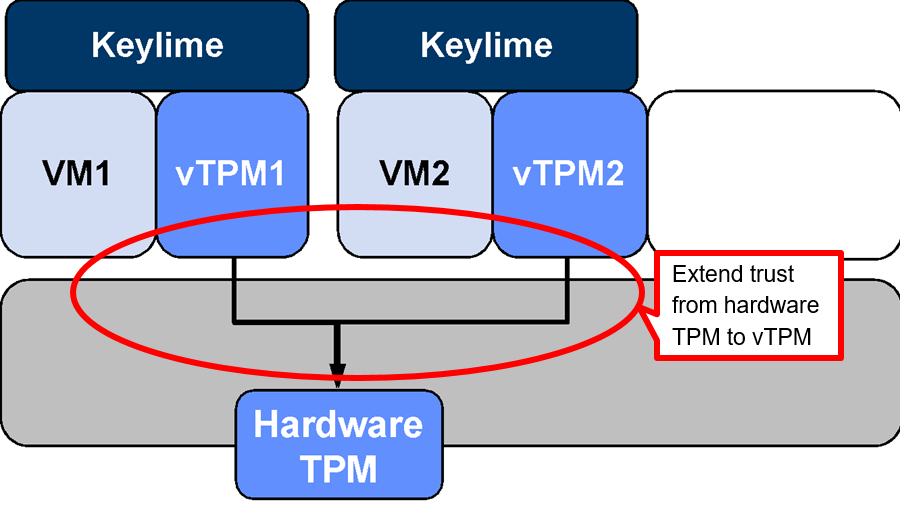 Keylime
Keylime
VM1
vTPM1
VM2
vTPM2
Extend trust
from hardware
TPM to vTPM
Hardware
TPM